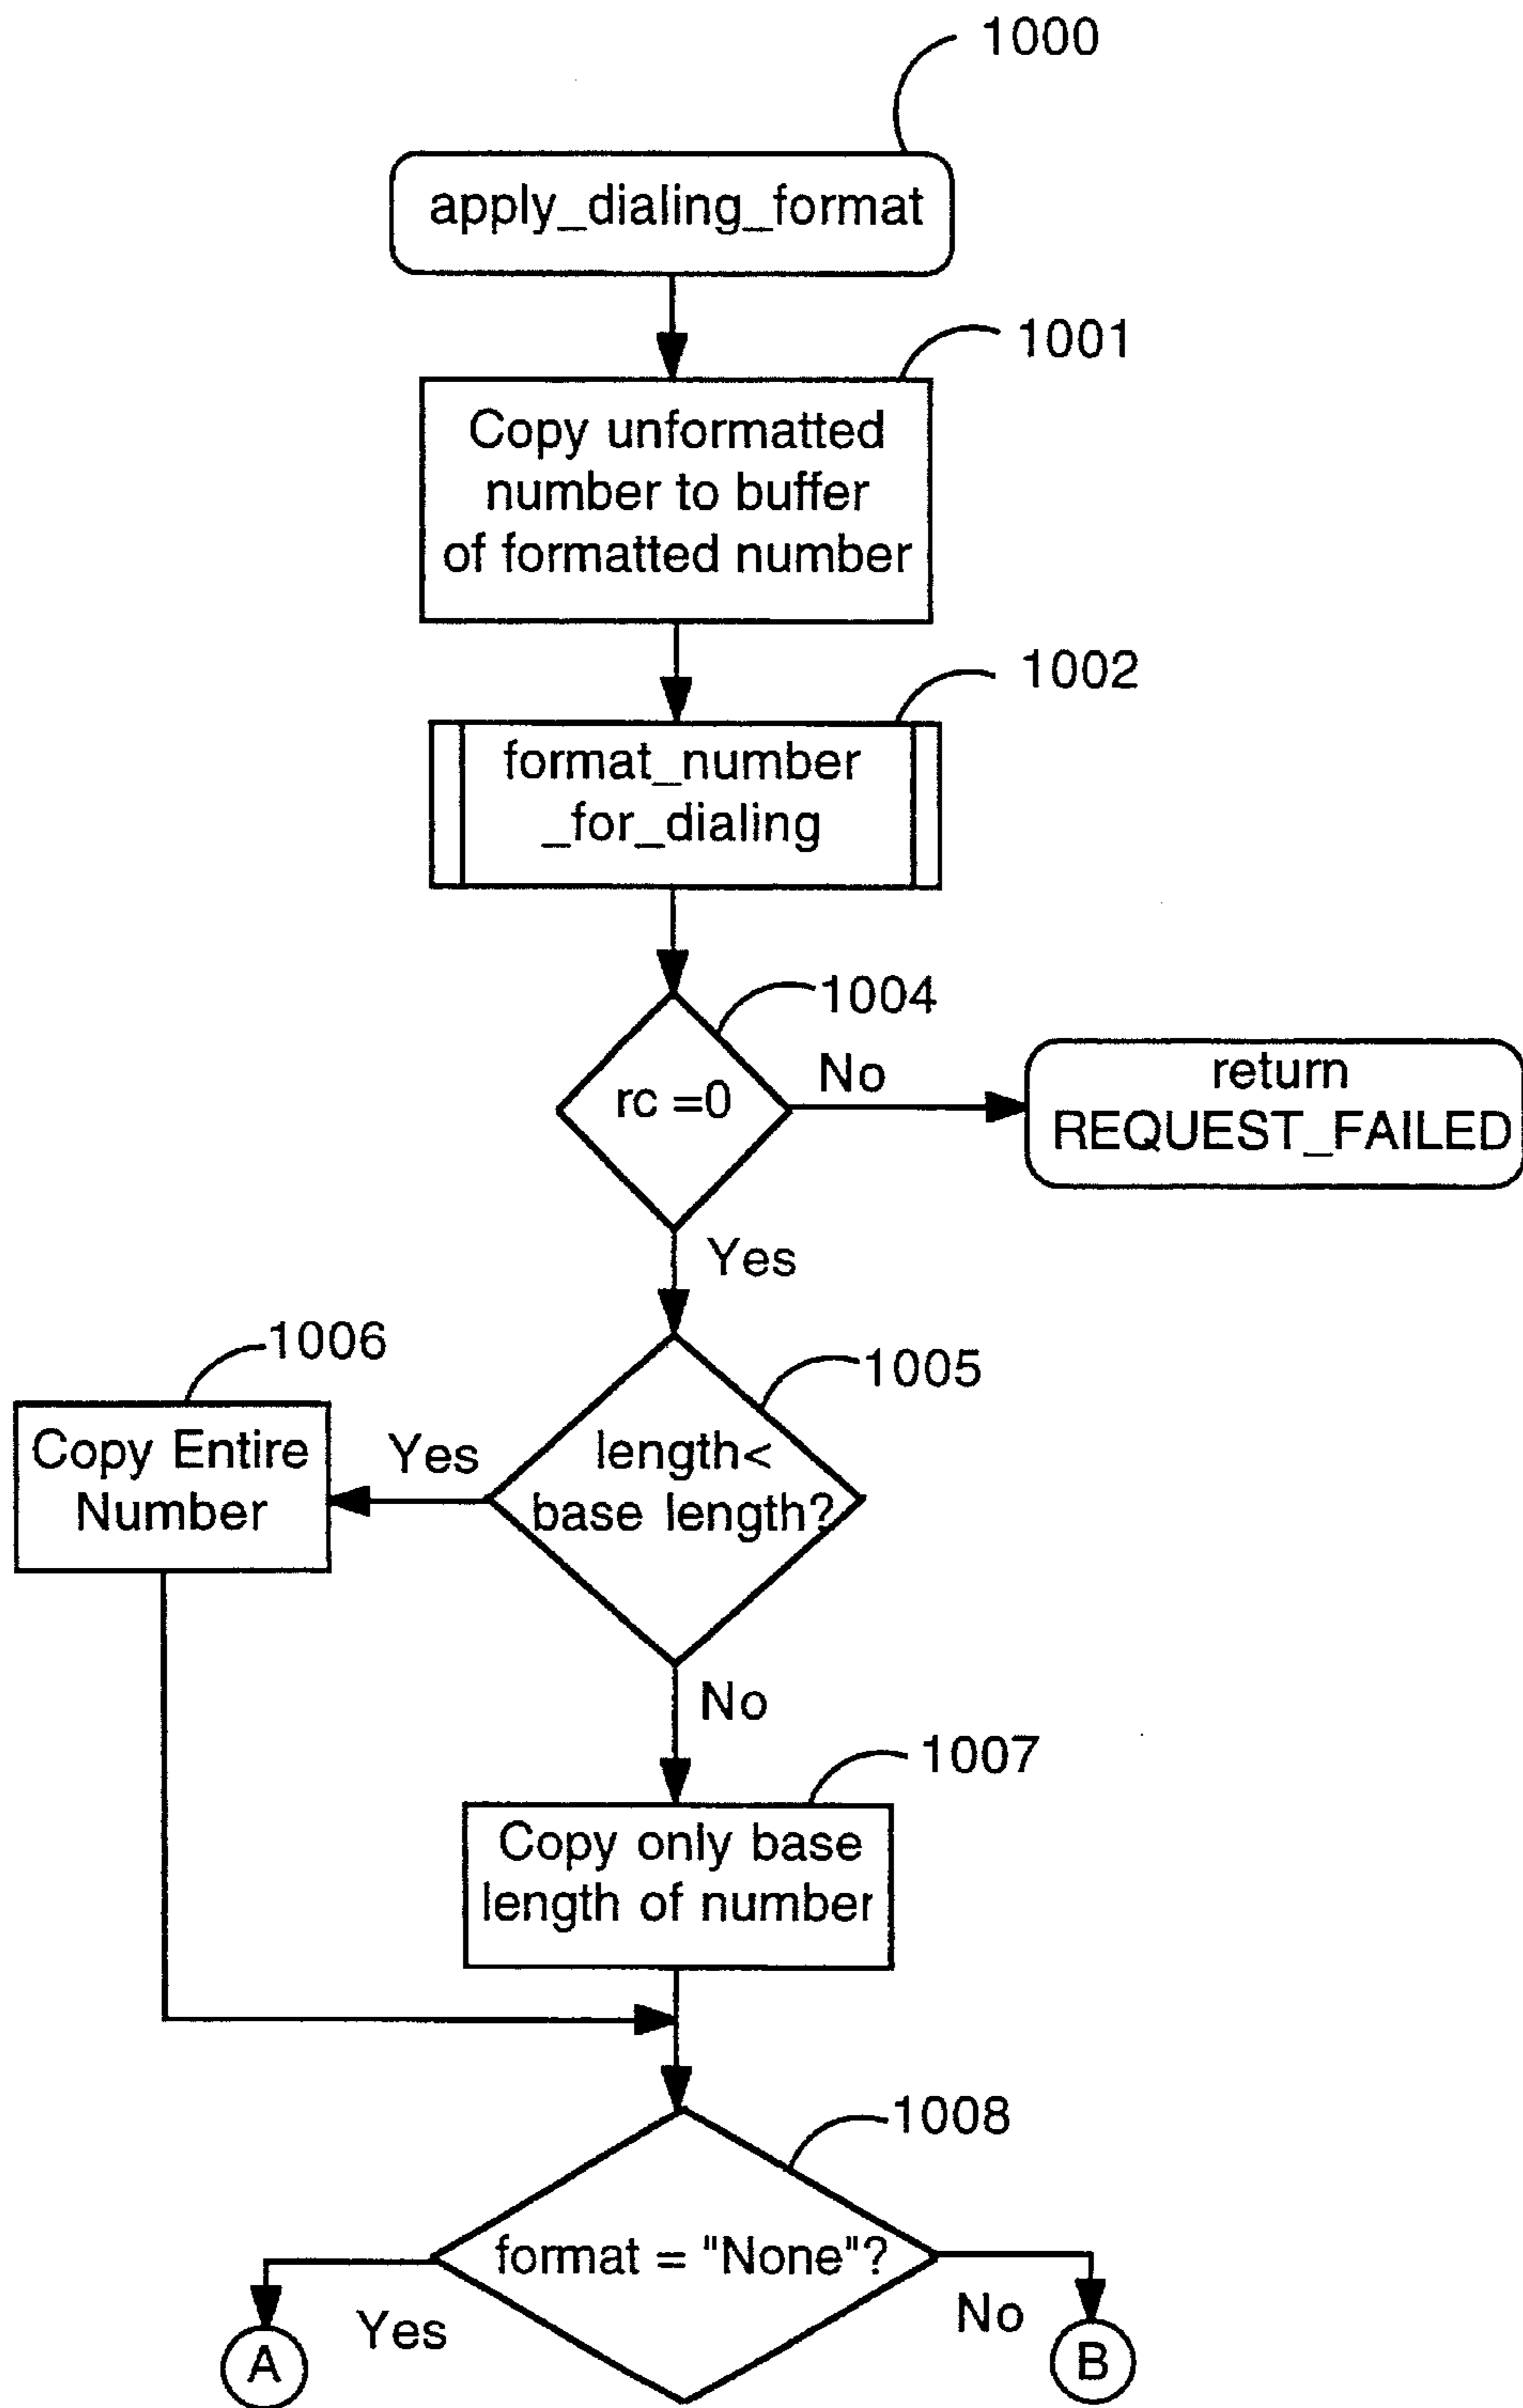 1000
apply_dialing_format
1001
Copy unformatted
number to buffer
of formatted number
1002
format_number
_for_dialing
1004
rc =0
No
return
REQUEST_FAILED
Yes
1006
1005
Copy Entire
Number
Yes
length<
base length?
No
1007
Copy only base
length of number
1008
format = "None"?
Yes
No
A
B